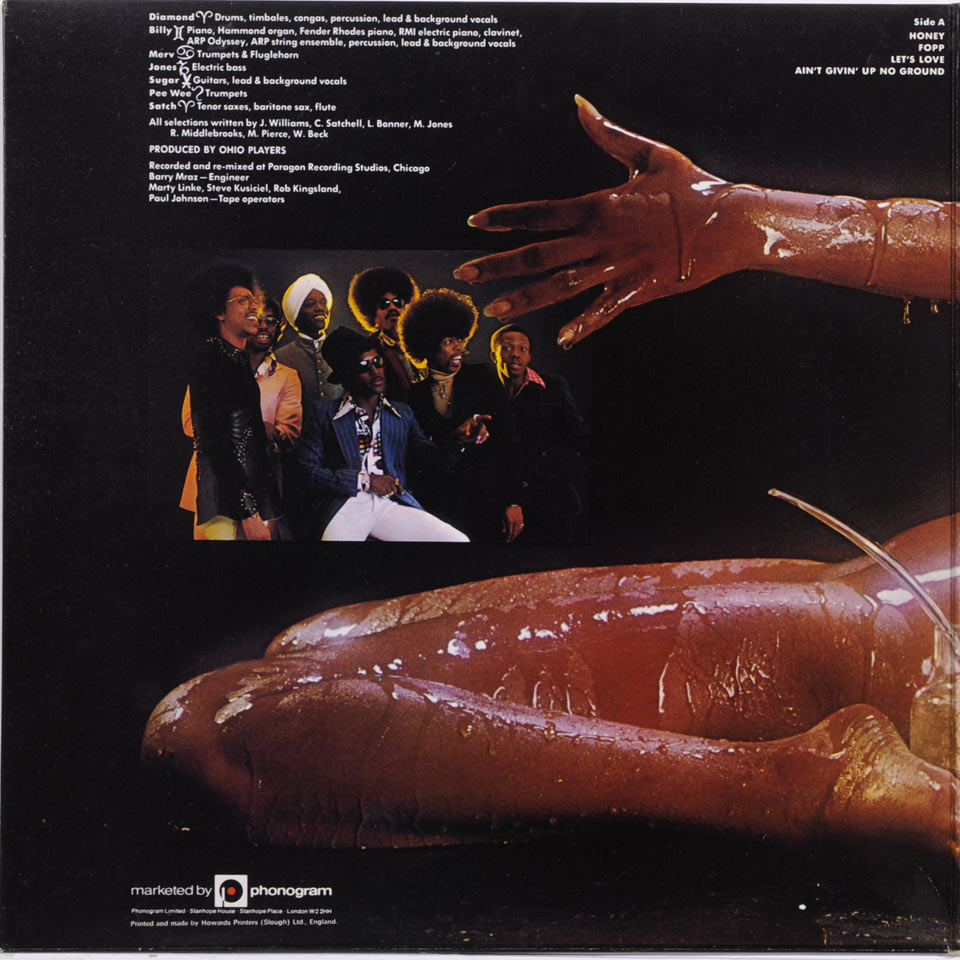 Diamond ♈ Drums, timbales, congas, percussion, lead & background vocals
Billy ♊ Piano, Hammond organ, Fender Rhodes piano, RMI electric piano, clavinet,
ARP Odyssey, ARP string ensemble, percussion, lead & background vocals
Merv ♋ Trumpets & Fluglehorn
Jones Electric bass
Sugar Guitars, lead & background vocals
Pee Wee Trumpets
Satch ♈ Tenor saxes, baritone sax, flute
All selections written by J. Williams, C. Satchell, L. Bonner, M. Jones
R. Middlebrooks, M. Pierce, W. Beck
PRODUCED BY OHIO PLAYERS
Recorded and re-mixed at Paragon Recording Studios, Chicago
Barry Mraz—Engineer
Marty Linke, Steve Kusiciel, Rob Kingsland,
Paul Johnson—Tape operators
Side A
HONEY
FOPP
LET'S LOVE
AIN'T GIVIN' UP NO GROUND
marketed by phonogram
Phonogram Limited · Stanhope House · Stanhope Place · London W2 2HH
Printed and made by Howards Printers (Slough) Ltd., England.